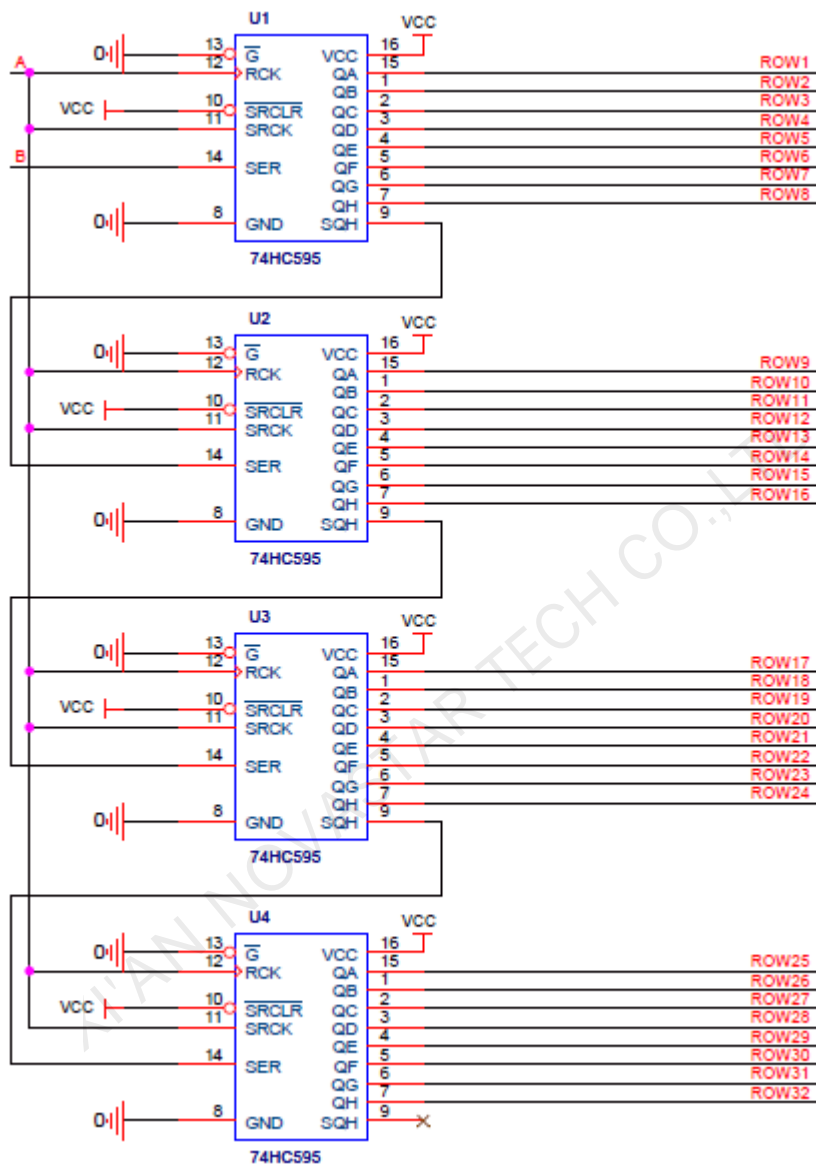 U1
VCC
0 13 G 16
A 12 RCK VCC 15 ROW1
QA 1 ROW2
VCC 10 SRCLR QB 2 ROW3
11 SRCK QC 3 ROW4
QD 4 ROW5
B 14 SER QE 5 ROW6
QF 6 ROW7
QG 7 ROW8
0 8 GND QH 9
SQH
74HC595
U2
VCC
0 13 G 16
12 RCK VCC 15 ROW9
QA 1 ROW10
VCC 10 SRCLR QB 2 ROW11
11 SRCK QC 3 ROW12
QD 4 ROW13
14 SER QE 5 ROW14
QF 6 ROW15
QG 7 ROW16
0 8 GND QH 9
SQH
74HC595
U3
VCC
0 13 G 16
12 RCK VCC 15 ROW17
QA 1 ROW18
VCC 10 SRCLR QB 2 ROW19
11 SRCK QC 3 ROW20
QD 4 ROW21
14 SER QE 5 ROW22
QF 6 ROW23
QG 7 ROW24
0 8 GND QH 9
SQH
74HC595
U4
VCC
0 13 G 16
12 RCK VCC 15 ROW25
QA 1 ROW26
VCC 10 SRCLR QB 2 ROW27
11 SRCK QC 3 ROW28
QD 4 ROW29
14 SER QE 5 ROW30
QF 6 ROW31
QG 7 ROW32
0 8 GND QH 9
SQH
74HC595
XI'AN NOVASTAR TECH CO.,LT